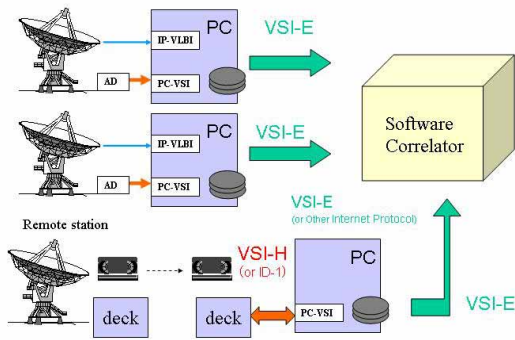 PC
VSI-E
IP-VLBI
AD
PC-VSI
PC
VSI-E
IP-VLBI
AD
PC-VSI
Software
Correlator
VSI-E
(or Other Internet Protocol)
Remote station
VSI-H
(or ID-1)
PC
deck
deck
PC-VSI
VSI-E